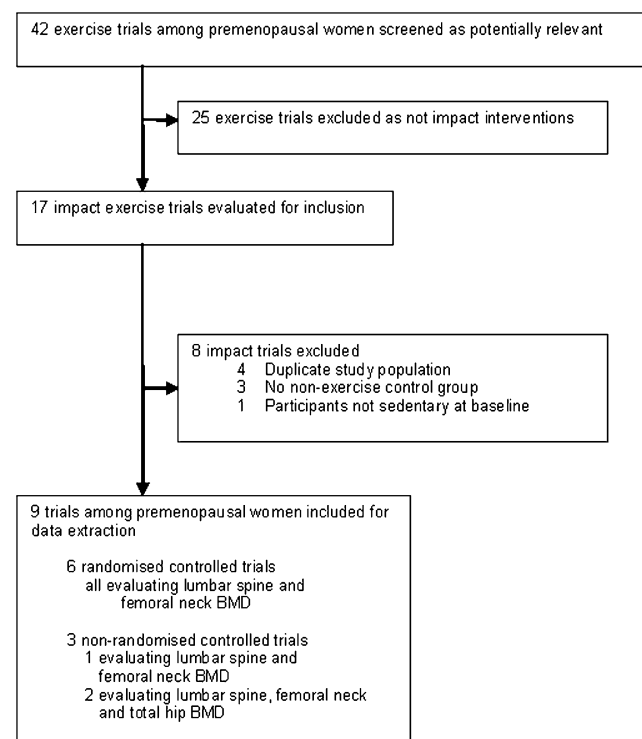 42 exercise trials among premenopausal women screened as potentially relevant
25 exercise trials excluded as not impact interventions
17 impact exercise trials evaluated for inclusion
8 impact trials excluded
4 Duplicate study population
3 No non-exercise control group
1 Participants not sedentary at baseline
9 trials among premenopausal women included for
data extraction
6 randomised controlled trials
all evaluating lumbar spine and
femoral neck BMD
3 non-randomised controlled trials
1 evaluating lumbar spine and
femoral neck BMD
2 evaluating lumbar spine, femoral neck
and total hip BMD